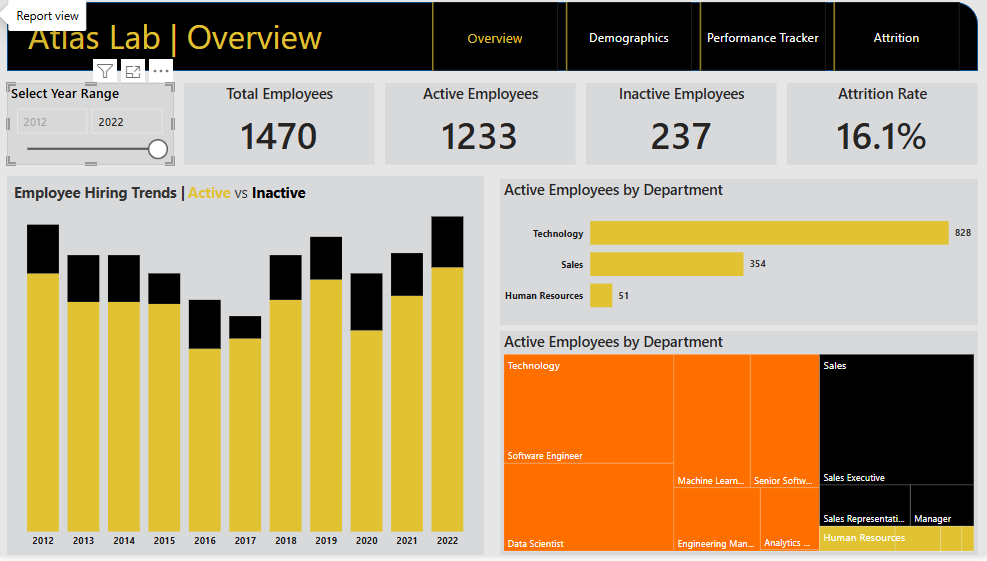 Report view
Atlas Lab | Overview
Overview
Demographics
Performance Tracker
Attrition
Select Year Range
2012
2022
Total Employees
1470
Active Employees
1233
Inactive Employees
237
Attrition Rate
16.1%
Employee Hiring Trends | Active vs Inactive
2012 2013 2014 2015 2016 2017 2018 2019 2020 2021 2022
Active Employees by Department
Technology 828
Sales 354
Human Resources 51
Active Employees by Department
Technology
Software Engineer
Data Scientist
Machine Learn...
Senior Softw...
Engineering Man...
Analytics ...
Sales
Sales Executive
Sales Representati...
Manager
Human Resources